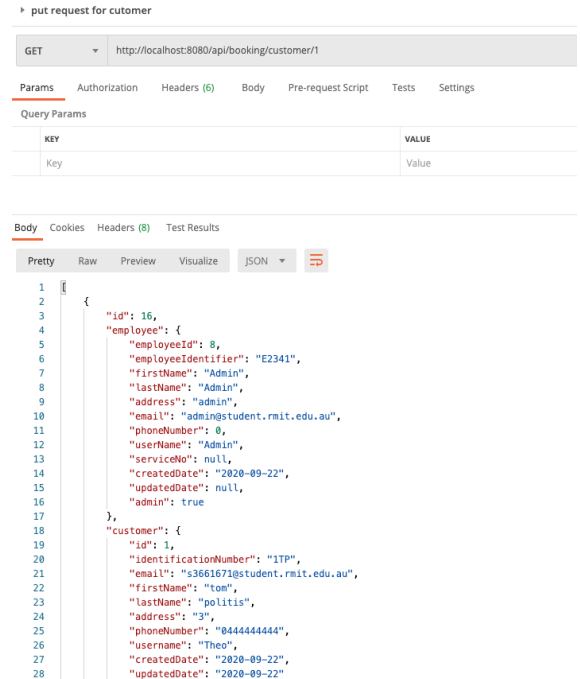 put request for cutomer
GET http://localhost:8080/api/booking/customer/1
Params Authorization Headers (6) Body Pre-request Script Tests Settings
Query Params
KEY VALUE
Key Value
Body Cookies Headers (8) Test Results
Pretty Raw Preview Visualize JSON
1 [
2 {
3 "id": 16,
4 "employee": {
5 "employeeId": 8,
6 "employeeIdentifier": "E2341",
7 "firstName": "Admin",
8 "lastName": "Admin",
9 "address": "admin",
10 "email": "admin@student.rmit.edu.au",
11 "phoneNumber": 0,
12 "userName": "Admin",
13 "serviceNo": null,
14 "createdDate": "2020-09-22",
15 "updatedDate": null,
16 "admin": true
17 },
18 "customer": {
19 "id": 1,
20 "identificationNumber": "1TP",
21 "email": "s3661671@student.rmit.edu.au",
22 "firstName": "tom",
23 "lastName": "politis",
24 "address": "3",
25 "phoneNumber": "0444444444",
26 "username": "Theo",
27 "createdDate": "2020-09-22",
28 "updatedDate": "2020-09-22"